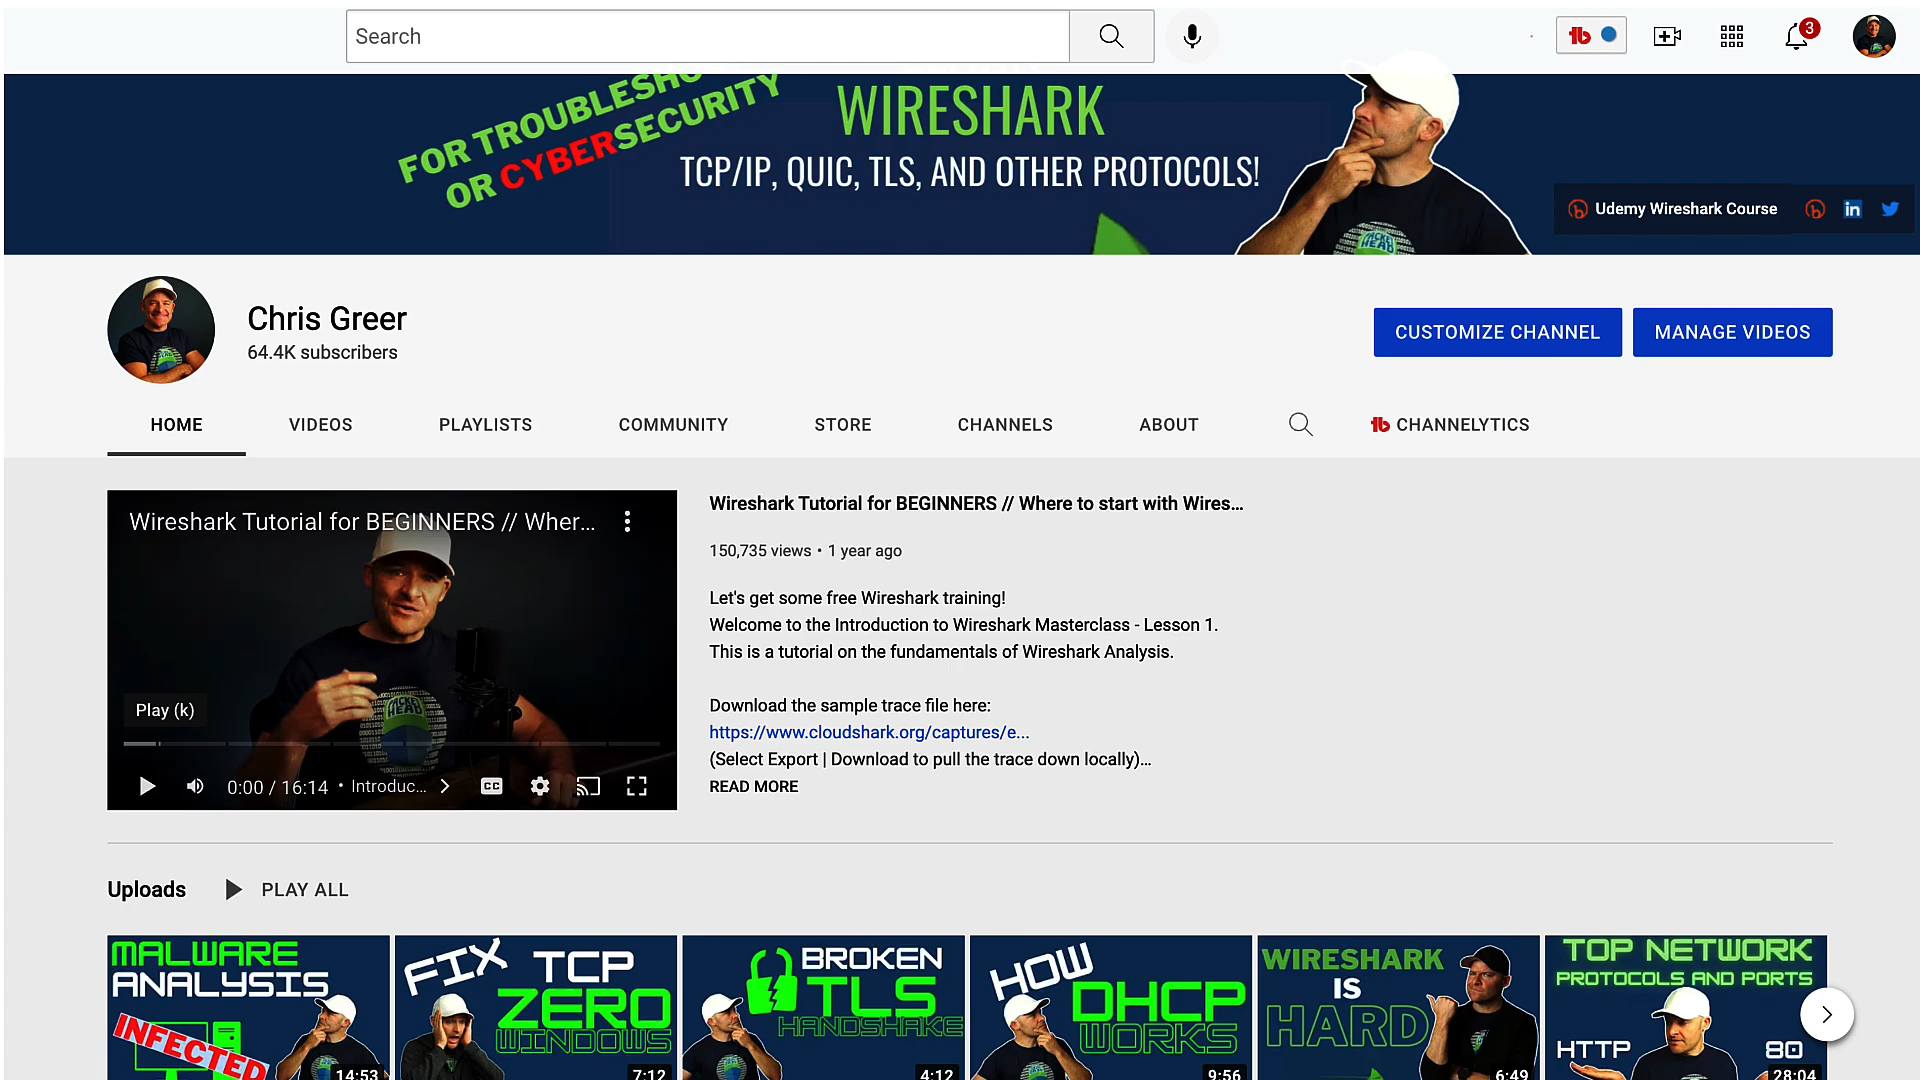 Search
3
FOR TROUBLESHO
OR CYBERSECURITY
WIRESHARK
TCP/IP, QUIC, TLS, AND OTHER PROTOCOLS!
PACKET HEAD
Udemy Wireshark Course
Chris Greer
64.4K subscribers
CUSTOMIZE CHANNEL
MANAGE VIDEOS
HOME
VIDEOS
PLAYLISTS
COMMUNITY
STORE
CHANNELS
ABOUT
CHANNELYTICS
Wireshark Tutorial for BEGINNERS // Wher...
Play (k)
0:00 / 16:14 • Introduc...
CC
Wireshark Tutorial for BEGINNERS // Where to start with Wires...
150,735 views • 1 year ago
Let's get some free Wireshark training!
Welcome to the Introduction to Wireshark Masterclass - Lesson 1.
This is a tutorial on the fundamentals of Wireshark Analysis.
Download the sample trace file here:
https://www.cloudshark.org/captures/e...
(Select Export | Download to pull the trace down locally)...
READ MORE
Uploads
PLAY ALL
MALWARE
ANALYSIS
INFECTED
14:53
FIX TCP
ZERO
WINDOWS
7:12
BROKEN
TLS
HANDSHAKE
4:12
HOW
DHCP
WORKS
9:56
WIRESHARK
IS
HARD
6:49
TOP NETWORK
PROTOCOLS AND PORTS
HTTP
80
28:04